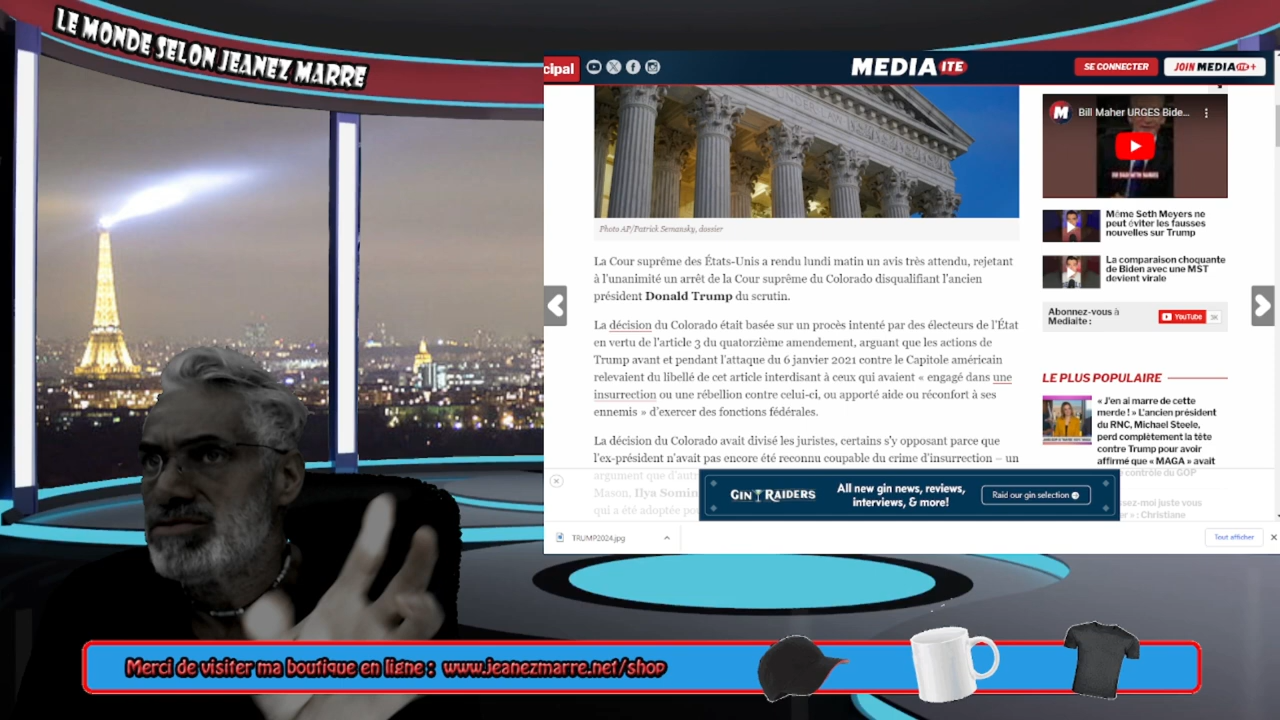 LE MONDE SELON JEANEZ MARRE
cipal
MEDIAITE
SE CONNECTER
JOIN MEDIAITE+
Bill Maher URGES Bide...
Même Seth Meyers ne
peut éviter les fausses
nouvelles sur Trump
La comparaison choquante
de Biden avec une MST
devient virale
Abonnez-vous à
Mediaite :
YouTube
LE PLUS POPULAIRE
« J'en ai marre de cette
merde ! » L'ancien président
du RNC, Michael Steele,
perd complètement la tête
contre Trump pour avoir
affirmé que « MAGA » avait
contrôle du GOP
Photo AP/Patrick Semansky, dossier
La Cour suprême des États-Unis a rendu lundi matin un avis très attendu, rejetant
à l'unanimité un arrêt de la Cour suprême du Colorado disqualifiant l'ancien
président Donald Trump du scrutin.
La décision du Colorado était basée sur un procès intenté par des électeurs de l'État
en vertu de l'article 3 du quatorzième amendement, arguant que les actions de
Trump avant et pendant l'attaque du 6 janvier 2021 contre le Capitole américain
relevaient du libellé de cet article interdisant à ceux qui avaient « engagé dans une
insurrection ou une rébellion contre celui-ci, ou apporté aide ou réconfort à ses
ennemis » d'exercer des fonctions fédérales.
La décision du Colorado avait divisé les juristes, certains s'y opposant parce que
l'ex-président n'avait pas encore été reconnu coupable du crime d'insurrection – un
argument que
Mason, Ilya Somin
qui a été adoptée
GIN RAIDERS
All new gin news, reviews,
interviews, & more!
Raid our gin selection
TRUMP2024.jpg
Tout afficher
Merci de visiter ma boutique en ligne : www.jeanezmarre.net/shop